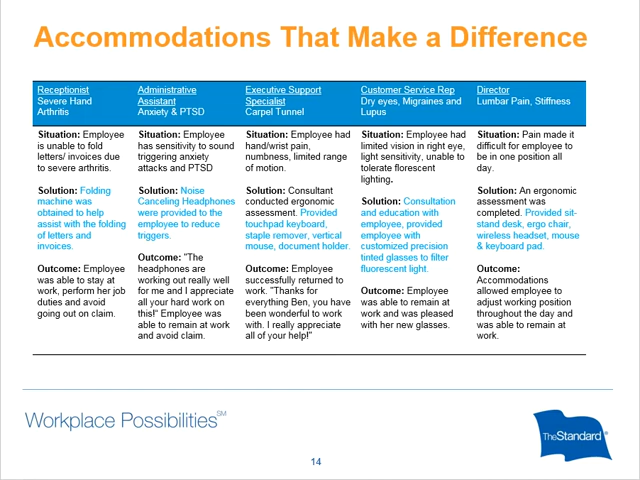 Accommodations That Make a Difference
Receptionist
Severe Hand
Arthritis
Situation: Employee
is unable to fold
letters/ invoices due
to severe arthritis.
Solution: Folding
machine was
obtained to help
assist with the folding
of letters and
invoices.
Outcome: Employee
was able to stay at
work, perform her job
duties and avoid
going out on claim.
Administrative
Assistant
Anxiety & PTSD
Situation: Employee
has sensitivity to sound
triggering anxiety
attacks and PTSD
Solution: Noise
Canceling Headphones
were provided to the
employee to reduce
triggers.
Outcome: "The
headphones are
working out really well
for me and I appreciate
all your hard work on
this!" Employee was
able to remain at work
and avoid claim.
Executive Support
Specialist
Carpel Tunnel
Situation: Employee had
hand/wrist pain,
numbness, limited range
of motion.
Solution: Consultant
conducted ergonomic
assessment. Provided
touchpad keyboard,
staple remover, vertical
mouse, document holder.
Outcome: Employee
successfully returned to
work. "Thanks for
everything Ben, you have
been wonderful to work
with. I really appreciate
all of your help!"
Customer Service Rep
Dry eyes, Migraines and
Lupus
Situation: Employee had
limited vision in right eye,
light sensitivity, unable to
tolerate florescent
lighting.
Solution: Consultation
and education with
employee, provided
employee with
customized precision
tinted glasses to filter
fluorescent light.
Outcome: Employee
was able to remain at
work and was pleased
with her new glasses.
Director
Lumbar Pain, Stiffness
Situation: Pain made it
difficult for employee to
be in one position all
day.
Solution: An ergonomic
assessment was
completed. Provided sit-
stand desk, ergo chair,
wireless headset, mouse
& keyboard pad.
Outcome:
Accommodations
allowed employee to
adjust working position
throughout the day and
was able to remain at
work.
Workplace Possibilities℠
TheStandard®
14